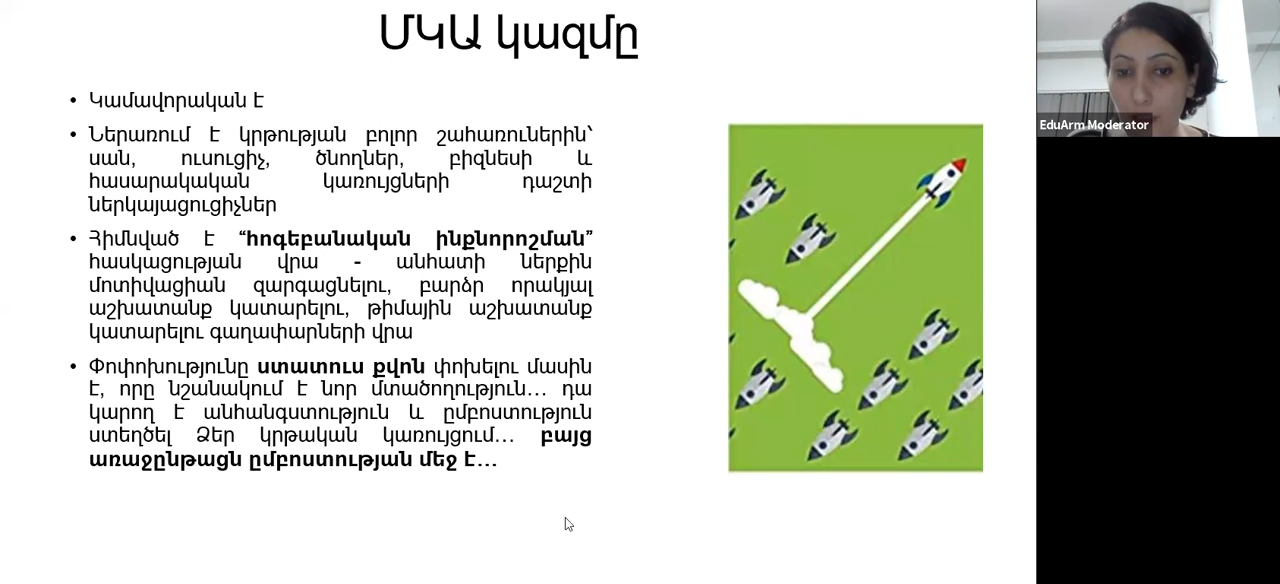 ՄԿԱ կազմը
EduArm Moderator
• Կամավորական է
• Ներառում է կրթության բոլոր շահառուներին՝
սան, ուսուցիչ, ծնողներ, բիզնեսի և
հասարակական կառույցների դաշտի
ներկայացուցիչներ
• Հիմնված է “հոգեբանական ինքնորոշման”
հասկացության վրա - անհատի ներքին
մոտիվացիան զարգացնելու, բարձր որակյալ
աշխատանք կատարելու, թիմային աշխատանք
կատարելու գաղափարների վրա
• Փոփոխությունը ստատուս քվոն փոխելու մասին
է, որը նշանակում է նոր մտածողություն… դա
կարող է անհանգստություն և ըմբոստություն
ստեղծել Ձեր կրթական կառույցում… բայց
առաջընթացն ըմբոստության մեջ է…